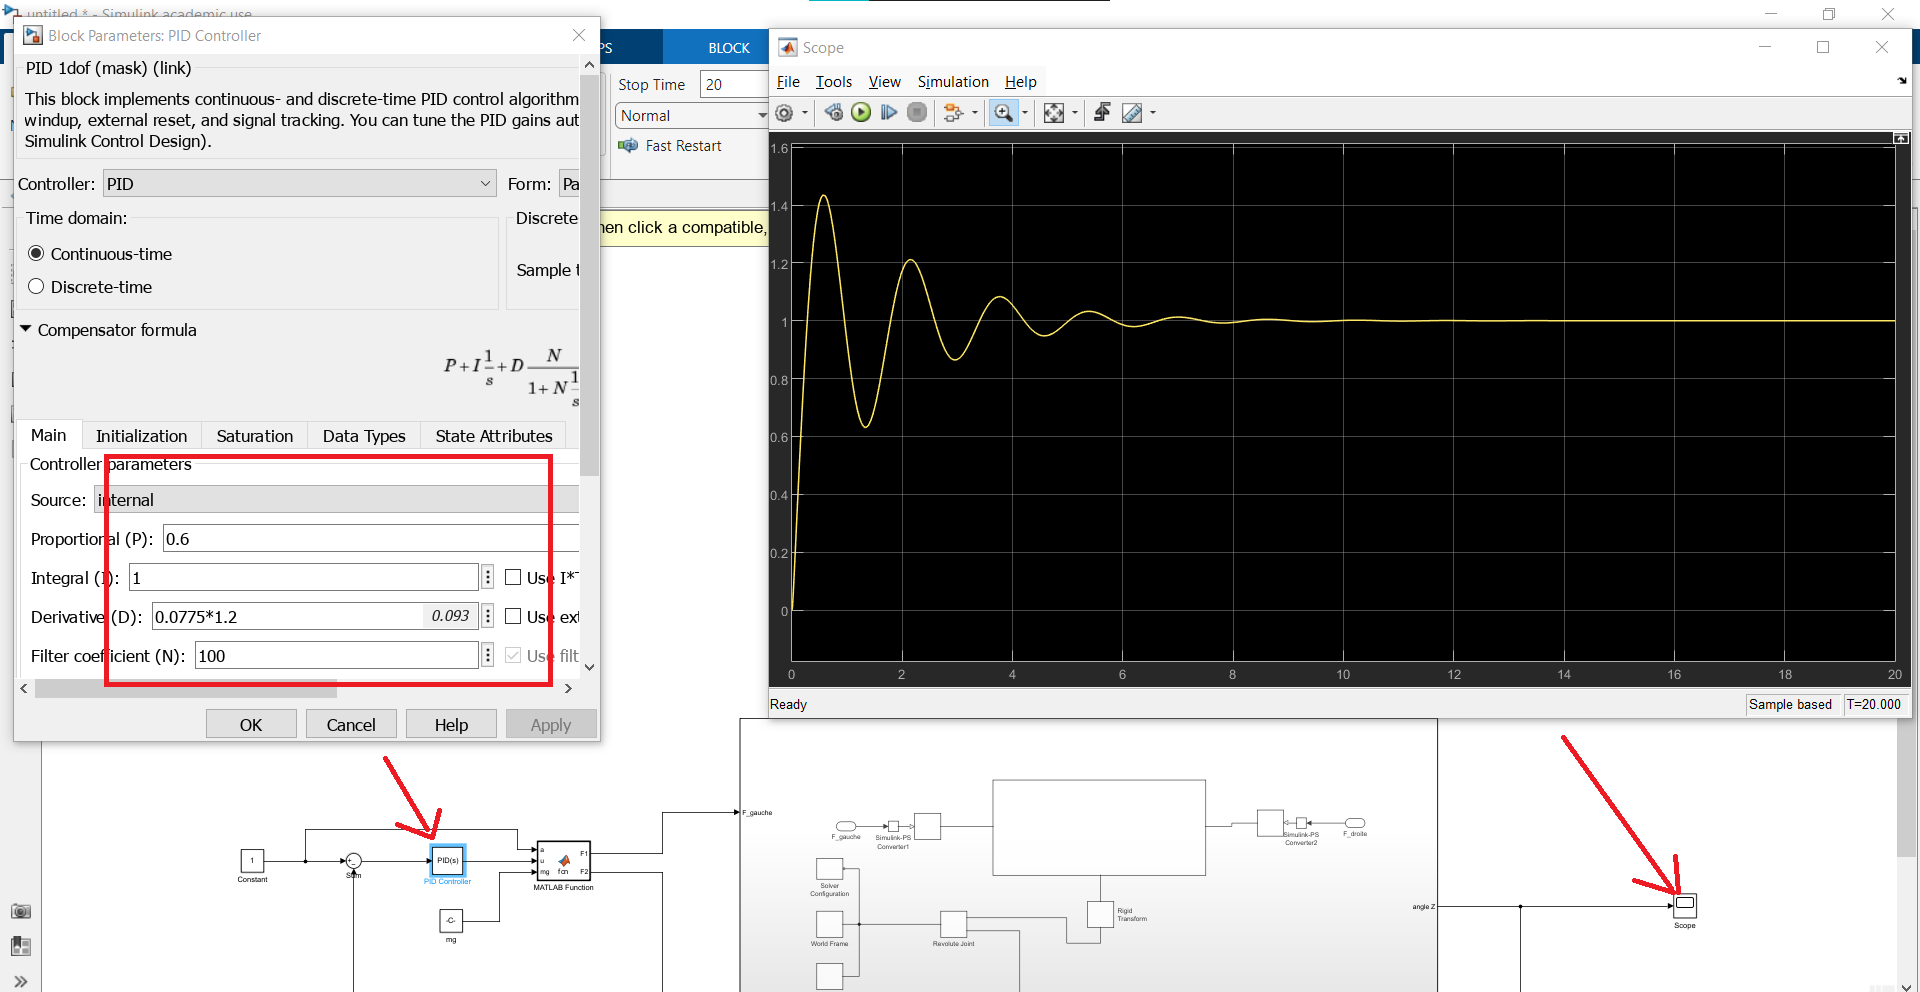 untitled * - Simulink academic use
Block Parameters: PID Controller
PID 1dof (mask) (link)
This block implements continuous- and discrete-time PID control algorithm
windup, external reset, and signal tracking. You can tune the PID gains aut
Simulink Control Design).
Controller: PID Form: Pa
Time domain: Discrete
Continuous-time
Discrete-time
Sample t
Compensator formula
P+I 1/s +D N/(1+N 1/s
Main Initialization Saturation Data Types State Attributes
Controller parameters
Source: internal
Proportional (P): 0.6
Integral (I): 1 Use I*T
Derivative (D): 0.0775*1.2 0.093 Use ext
Filter coefficient (N): 100 Use filt
OK Cancel Help Apply
PS BLOCK
Stop Time 20
Normal
Fast Restart
hen click a compatible,
Scope
File Tools View Simulation Help
1.6
1.4
1.2
1
0.8
0.6
0.4
0.2
0
0 2 4 6 8 10 12 14 16 18 20
Ready Sample based T=20.000
1
Constant
Sum
PID(s)
PID Controller
-C-
mg
a
u
mg
fcn
F1
F2
MATLAB Function
F_gauche
F_gauche
Simulink-PS
Converter1
Simulink-PS
Converter2
F_droite
Solver
Configuration
World Frame
Revolute Joint
Rigid
Transform
angle Z
Scope